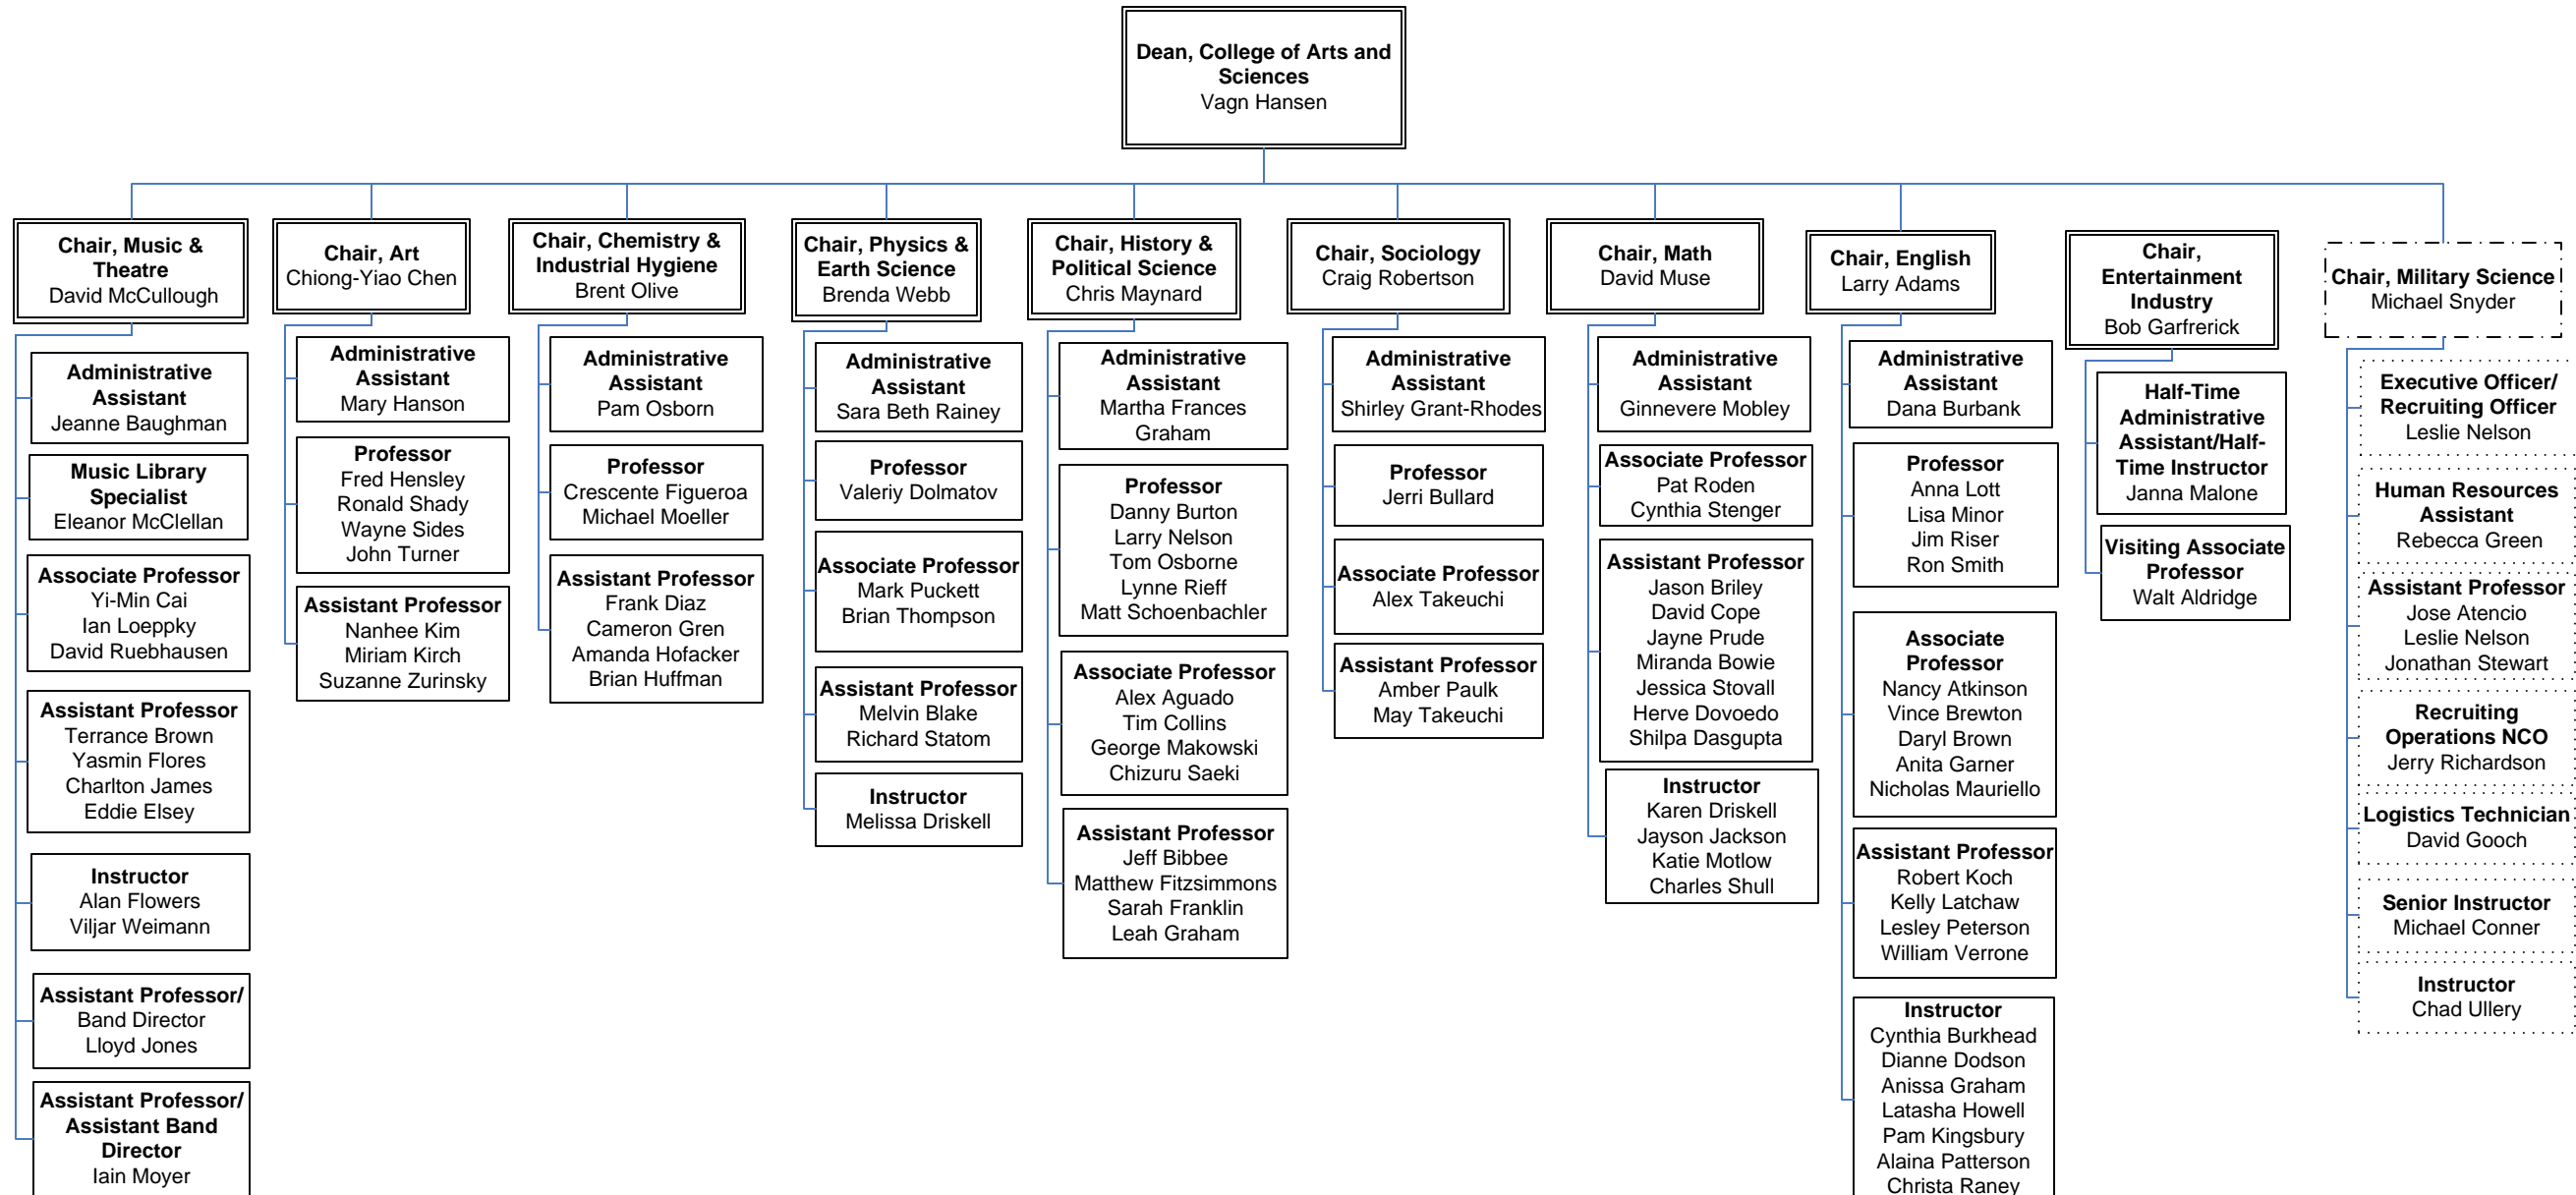 Dean, College of Arts and
Sciences
Vagn Hansen
Chair, Music &
Theatre
David McCullough
Administrative
Assistant
Jeanne Baughman
Music Library
Specialist
Eleanor McClellan
Associate Professor
Yi-Min Cai
Ian Loeppky
David Ruebhausen
Assistant Professor
Terrance Brown
Yasmin Flores
Charlton James
Eddie Elsey
Instructor
Alan Flowers
Viljar Weimann
Assistant Professor/
Band Director
Lloyd Jones
Assistant Professor/
Assistant Band
Director
Iain Moyer
Chair, Art
Chiong-Yiao Chen
Administrative
Assistant
Mary Hanson
Professor
Fred Hensley
Ronald Shady
Wayne Sides
John Turner
Assistant Professor
Nanhee Kim
Miriam Kirch
Suzanne Zurinsky
Chair, Chemistry &
Industrial Hygiene
Brent Olive
Administrative
Assistant
Pam Osborn
Professor
Crescente Figueroa
Michael Moeller
Assistant Professor
Frank Diaz
Cameron Gren
Amanda Hofacker
Brian Huffman
Chair, Physics &
Earth Science
Brenda Webb
Administrative
Assistant
Sara Beth Rainey
Professor
Valeriy Dolmatov
Associate Professor
Mark Puckett
Brian Thompson
Assistant Professor
Melvin Blake
Richard Statom
Instructor
Melissa Driskell
Chair, History &
Political Science
Chris Maynard
Administrative
Assistant
Martha Frances
Graham
Professor
Danny Burton
Larry Nelson
Tom Osborne
Lynne Rieff
Matt Schoenbachler
Associate Professor
Alex Aguado
Tim Collins
George Makowski
Chizuru Saeki
Assistant Professor
Jeff Bibbee
Matthew Fitzsimmons
Sarah Franklin
Leah Graham
Chair, Sociology
Craig Robertson
Administrative
Assistant
Shirley Grant-Rhodes
Professor
Jerri Bullard
Associate Professor
Alex Takeuchi
Assistant Professor
Amber Paulk
May Takeuchi
Chair, Math
David Muse
Administrative
Assistant
Ginnevere Mobley
Associate Professor
Pat Roden
Cynthia Stenger
Assistant Professor
Jason Briley
David Cope
Jayne Prude
Miranda Bowie
Jessica Stovall
Herve Dovoedo
Shilpa Dasgupta
Instructor
Karen Driskell
Jayson Jackson
Katie Motlow
Charles Shull
Chair, English
Larry Adams
Administrative
Assistant
Dana Burbank
Professor
Anna Lott
Lisa Minor
Jim Riser
Ron Smith
Associate
Professor
Nancy Atkinson
Vince Brewton
Daryl Brown
Anita Garner
Nicholas Mauriello
Assistant Professor
Robert Koch
Kelly Latchaw
Lesley Peterson
William Verrone
Instructor
Cynthia Burkhead
Dianne Dodson
Anissa Graham
Latasha Howell
Pam Kingsbury
Alaina Patterson
Christa Raney
Chair,
Entertainment
Industry
Bob Garfrerick
Half-Time
Administrative
Assistant/Half-
Time Instructor
Janna Malone
Visiting Associate
Professor
Walt Aldridge
Chair, Military Science
Michael Snyder
Executive Officer/
Recruiting Officer
Leslie Nelson
Human Resources
Assistant
Rebecca Green
Assistant Professor
Jose Atencio
Leslie Nelson
Jonathan Stewart
Recruiting
Operations NCO
Jerry Richardson
Logistics Technician
David Gooch
Senior Instructor
Michael Conner
Instructor
Chad Ullery